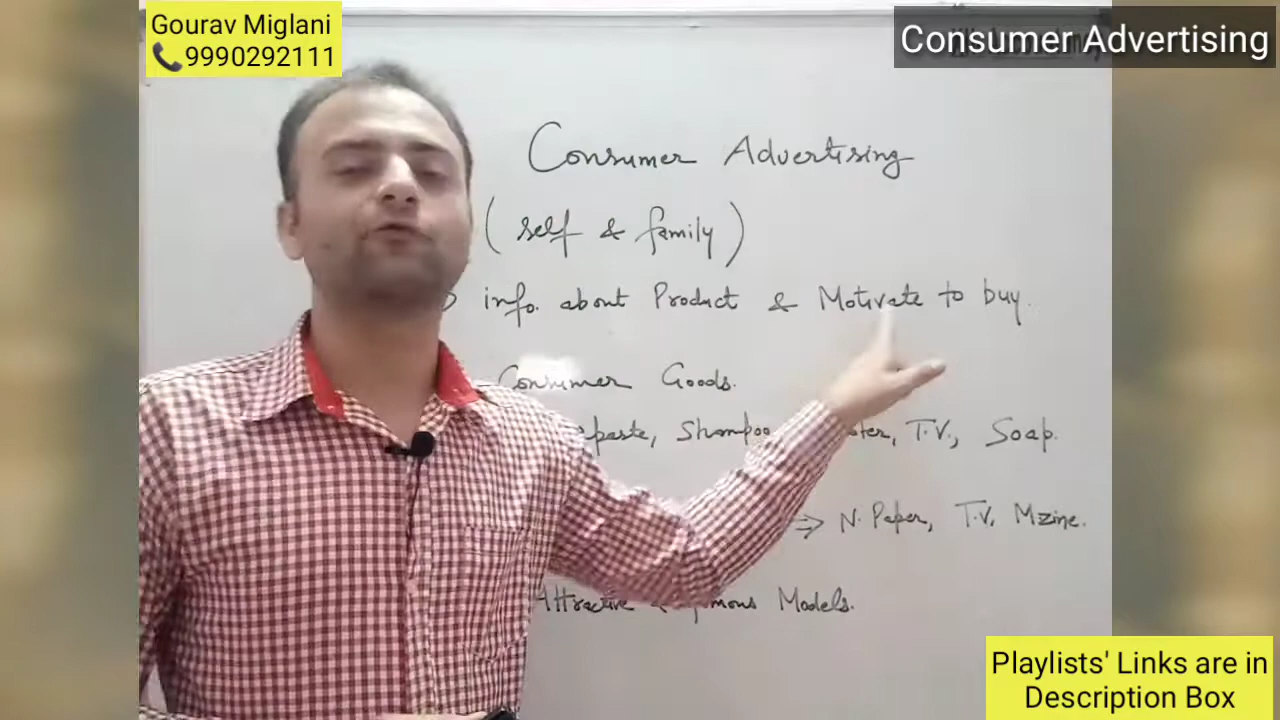 Gourav Miglani
📞9990292111
Consumer Advertising
Consumer Advertising
(self & family)
info. about Product & Motivate to buy.
- Consumer Goods.
Shampoo, T.V., Soap.
⇒ N. Paper, T.V, Mzine.
Attractive & Models.
Playlists' Links are in
Description Box